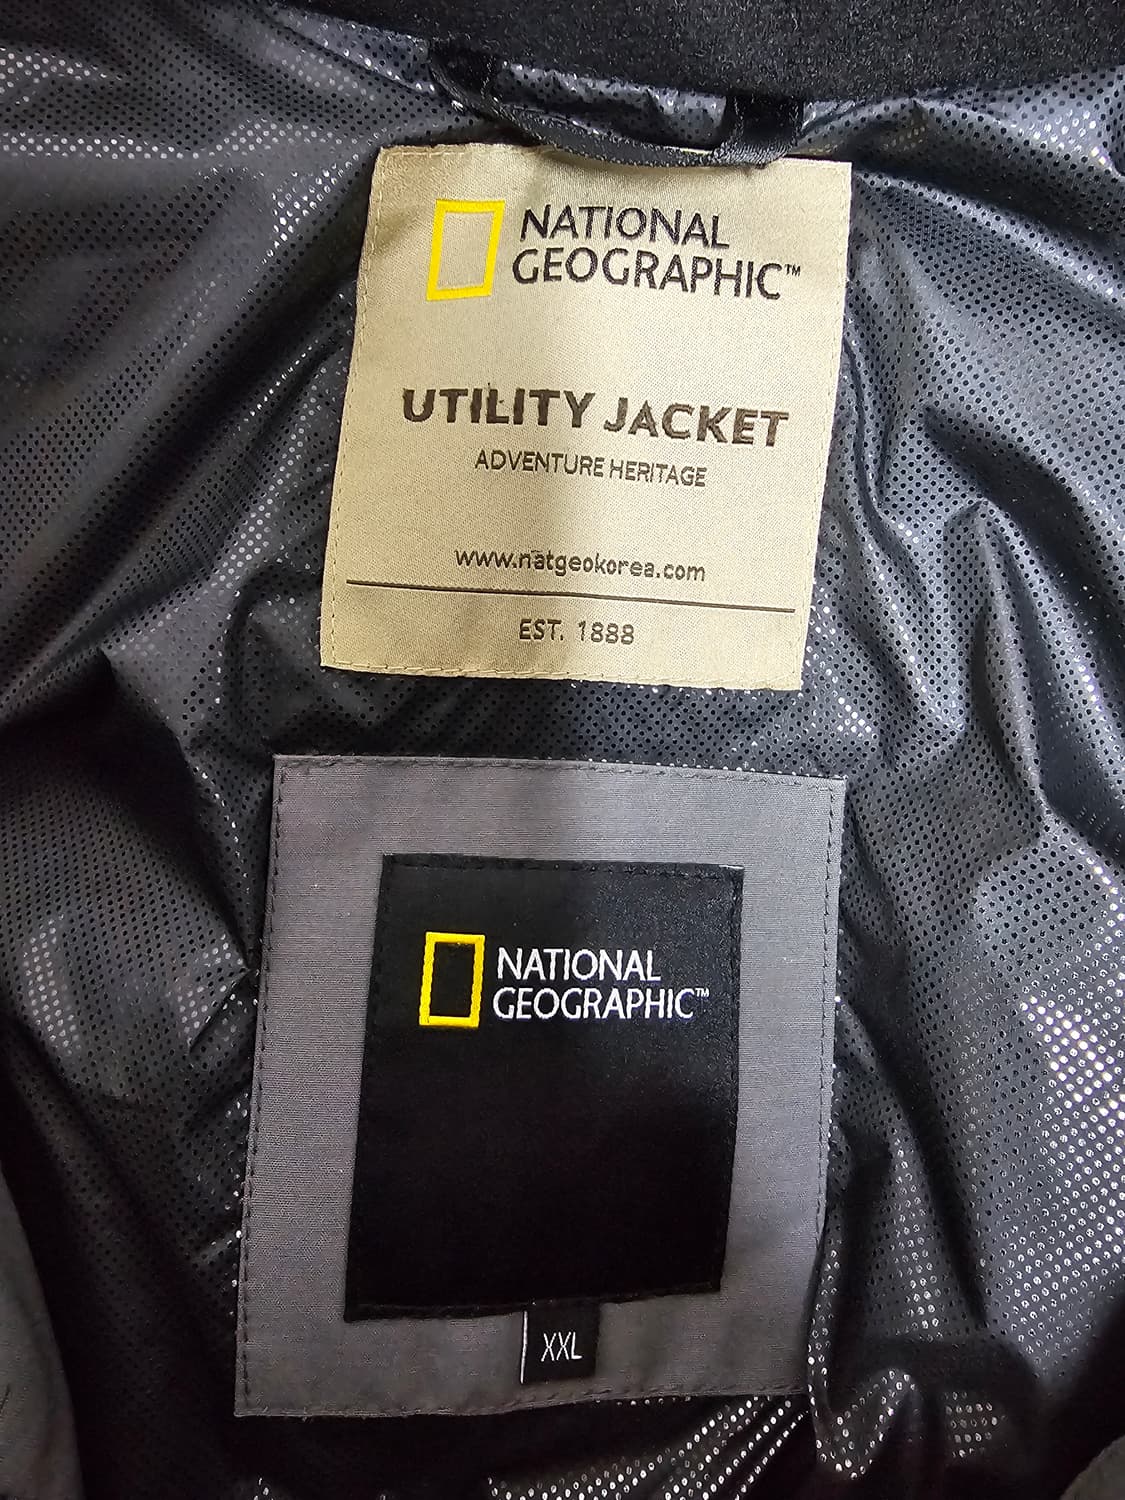 NATIONAL
GEOGRAPHIC™
UTILITY JACKET
ADVENTURE HERITAGE
www.natgeokorea.com
EST. 1888
NATIONAL
GEOGRAPHIC™
XXL